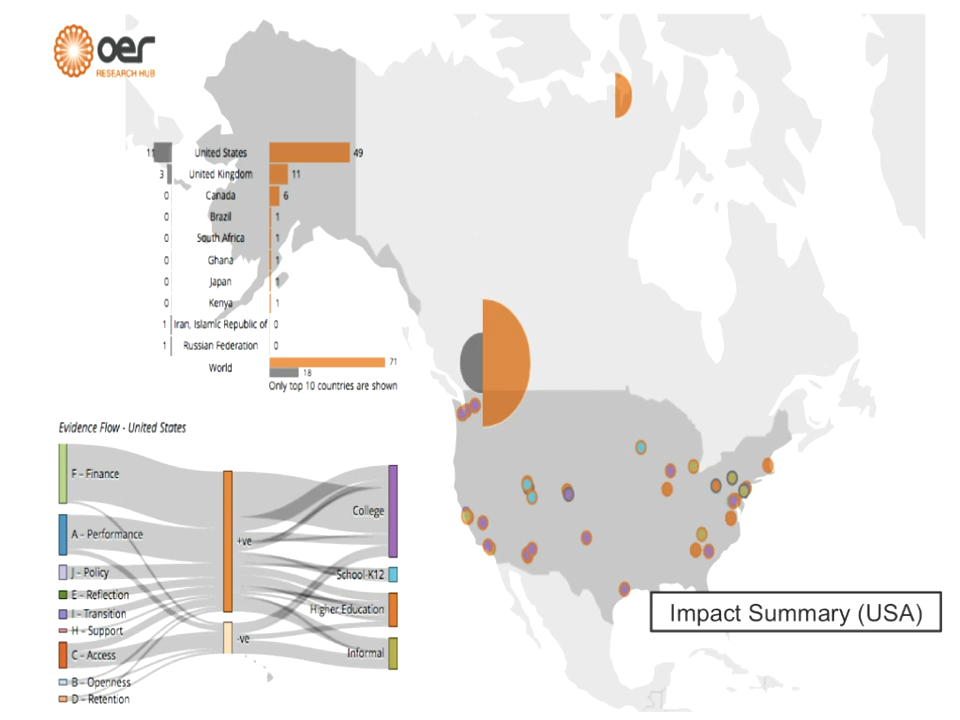 oer
RESEARCH HUB
11 United States 49
3 United Kingdom 11
0 Canada 6
0 Brazil 1
0 South Africa 1
0 Ghana 1
0 Japan 1
0 Kenya 1
1 Iran, Islamic Republic of 0
1 Russian Federation 0
World 71
18
Only top 10 countries are shown
Evidence Flow - United States
F – Finance
A – Performance
J – Policy
E – Reflection
I – Transition
H – Support
C – Access
B – Openness
D – Retention
+ve
-ve
College
School-K12
Higher Education
Informal
Impact Summary (USA)